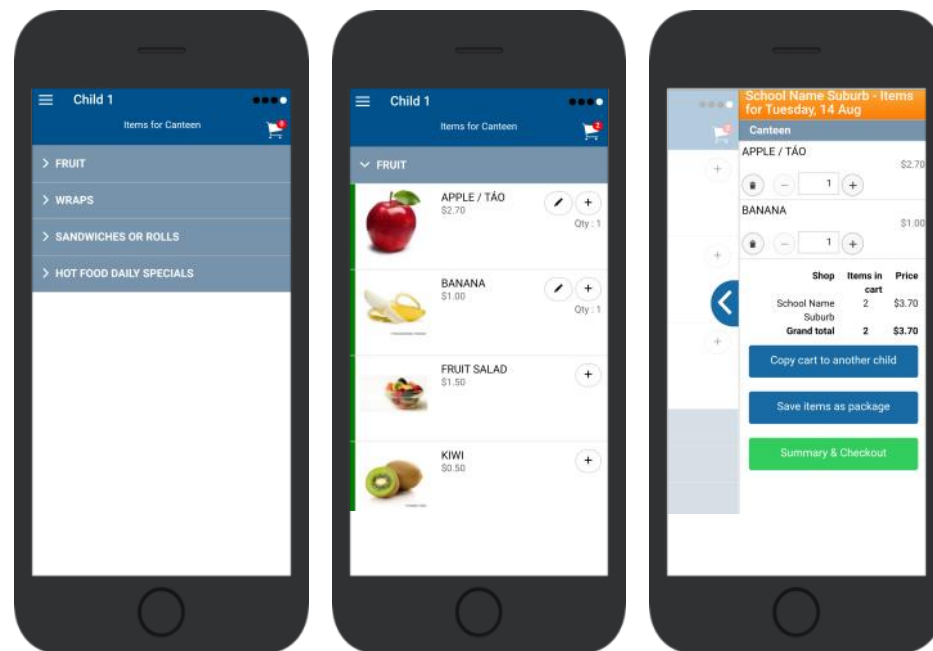 Child 1
Items for Canteen
FRUIT
WRAPS
SANDWICHES OR ROLLS
HOT FOOD DAILY SPECIALS
Child 1
Items for Canteen
2
FRUIT
APPLE / TÁO
$2.70
Qty : 1
BANANA
$1.00
Qty : 1
FRUIT SALAD
$1.50
KIWI
$0.50
School Name Suburb - Items
for Tuesday, 14 Aug
Canteen
APPLE / TÁO
$2.70
1
BANANA
$1.00
1
Shop Items in Price
cart
School Name 2 $3.70
Suburb
Grand total 2 $3.70
Copy cart to another child
Save items as package
Summary & Checkout